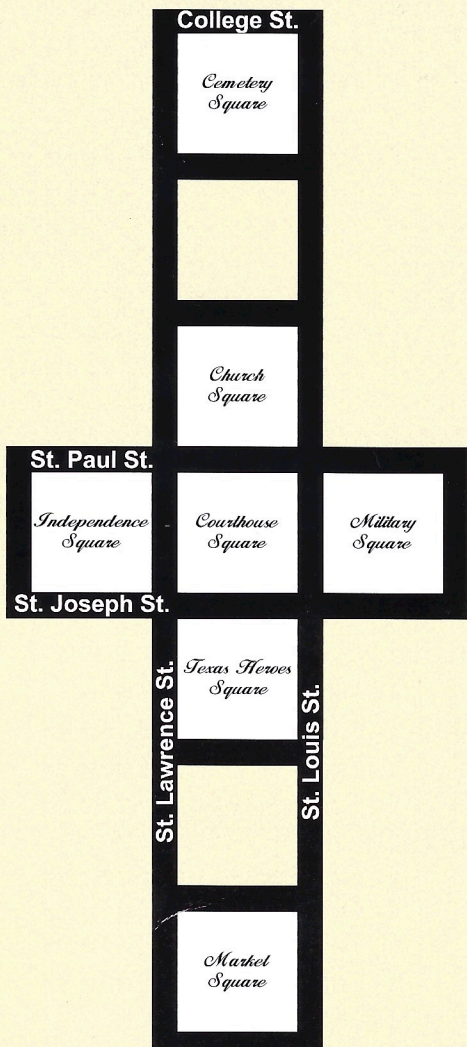 College St.
Cemetery
Square
Church
Square
St. Paul St.
Independence
Square
Courthouse
Square
Military
Square
St. Joseph St.
Texas Heroes
Square
St. Lawrence St.
St. Louis St.
Market
Square